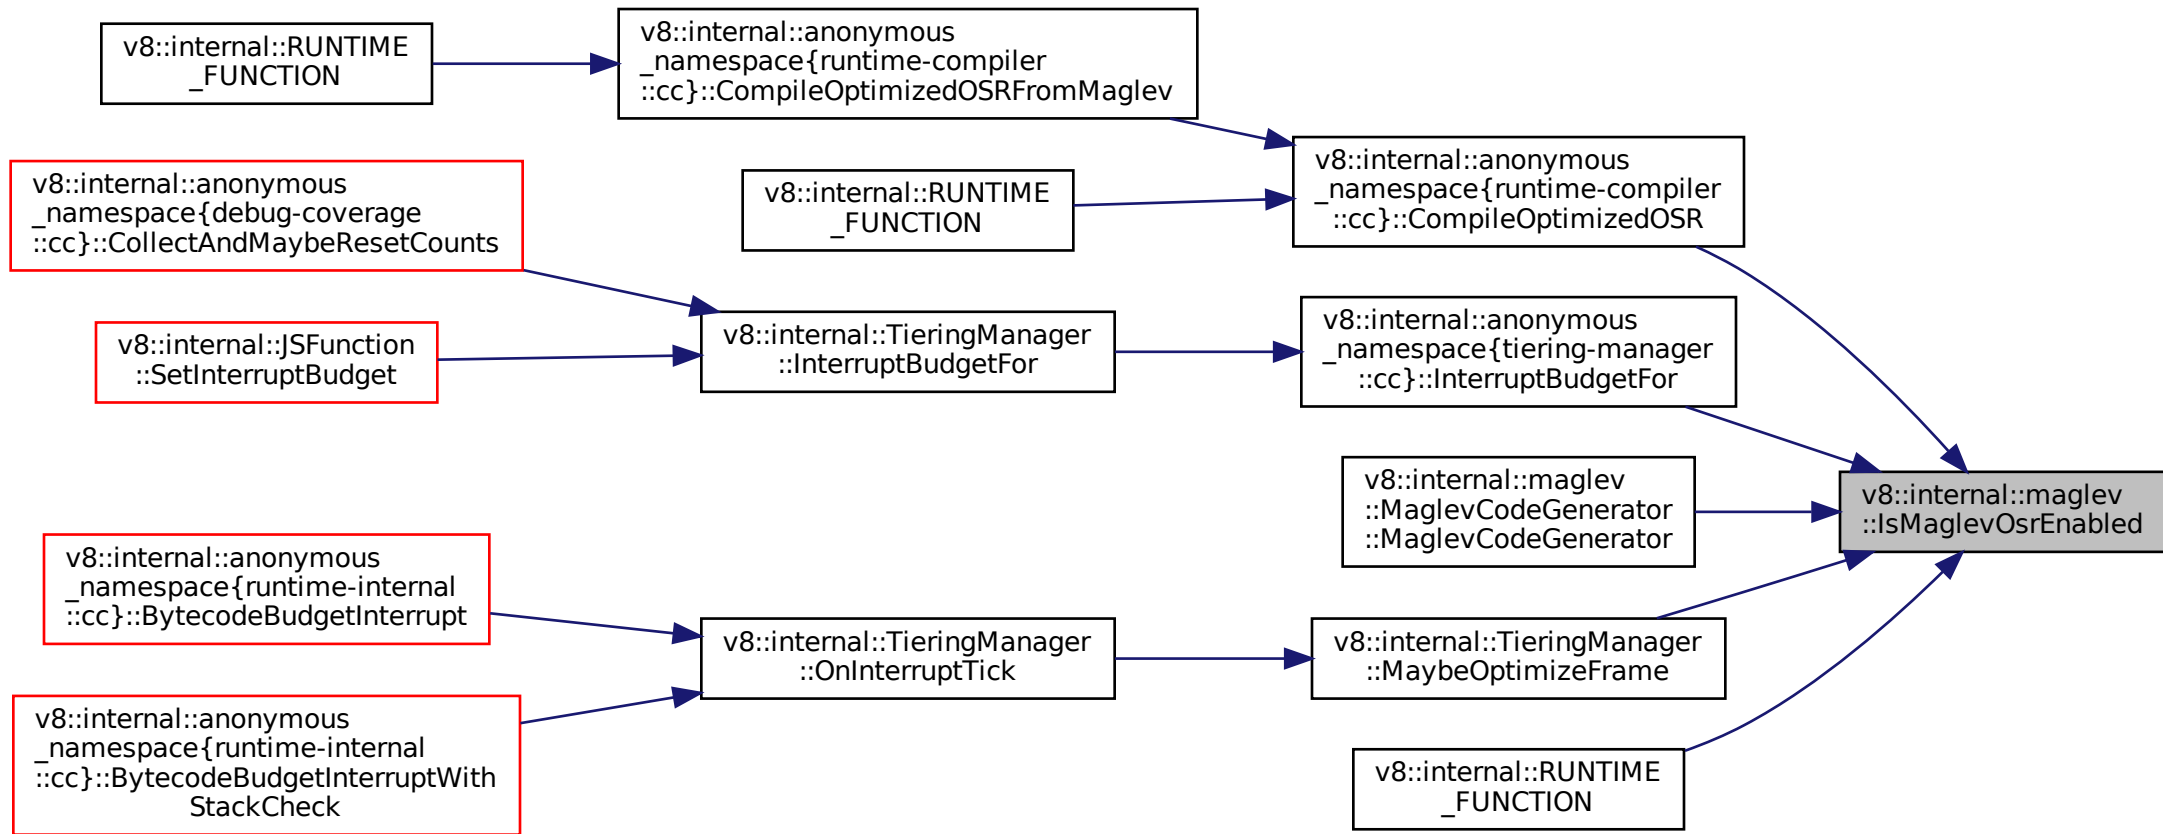 v8::internal::RUNTIME
_FUNCTION
v8::internal::anonymous
_namespace{runtime-compiler
::cc}::CompileOptimizedOSRFromMaglev
v8::internal::anonymous
_namespace{runtime-compiler
::cc}::CompileOptimizedOSR
v8::internal::RUNTIME
_FUNCTION
v8::internal::anonymous
_namespace{debug-coverage
::cc}::CollectAndMaybeResetCounts
v8::internal::JSFunction
::SetInterruptBudget
v8::internal::TieringManager
::InterruptBudgetFor
v8::internal::anonymous
_namespace{tiering-manager
::cc}::InterruptBudgetFor
v8::internal::maglev
::MaglevCodeGenerator
::MaglevCodeGenerator
v8::internal::maglev
::IsMaglevOsrEnabled
v8::internal::anonymous
_namespace{runtime-internal
::cc}::BytecodeBudgetInterrupt
v8::internal::TieringManager
::OnInterruptTick
v8::internal::TieringManager
::MaybeOptimizeFrame
v8::internal::anonymous
_namespace{runtime-internal
::cc}::BytecodeBudgetInterruptWith
StackCheck
v8::internal::RUNTIME
_FUNCTION